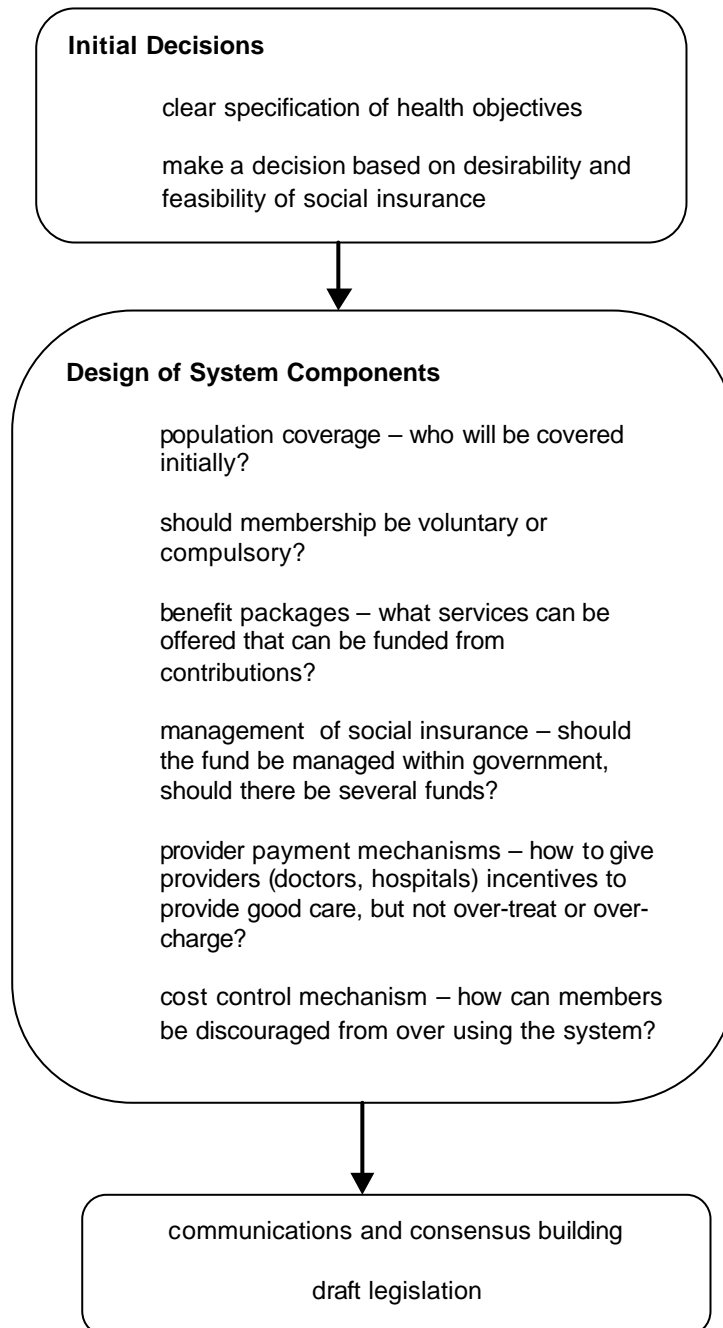 Initial Decisions
clear specification of health objectives
make a decision based on desirability and
feasibility of social insurance
Design of System Components
population coverage – who will be covered
initially?
should membership be voluntary or
compulsory?
benefit packages – what services can be
offered that can be funded from
contributions?
management of social insurance – should
the fund be managed within government,
should there be several funds?
provider payment mechanisms – how to give
providers (doctors, hospitals) incentives to
provide good care, but not over-treat or over-
charge?
cost control mechanism – how can members
be discouraged from over using the system?
communications and consensus building
draft legislation